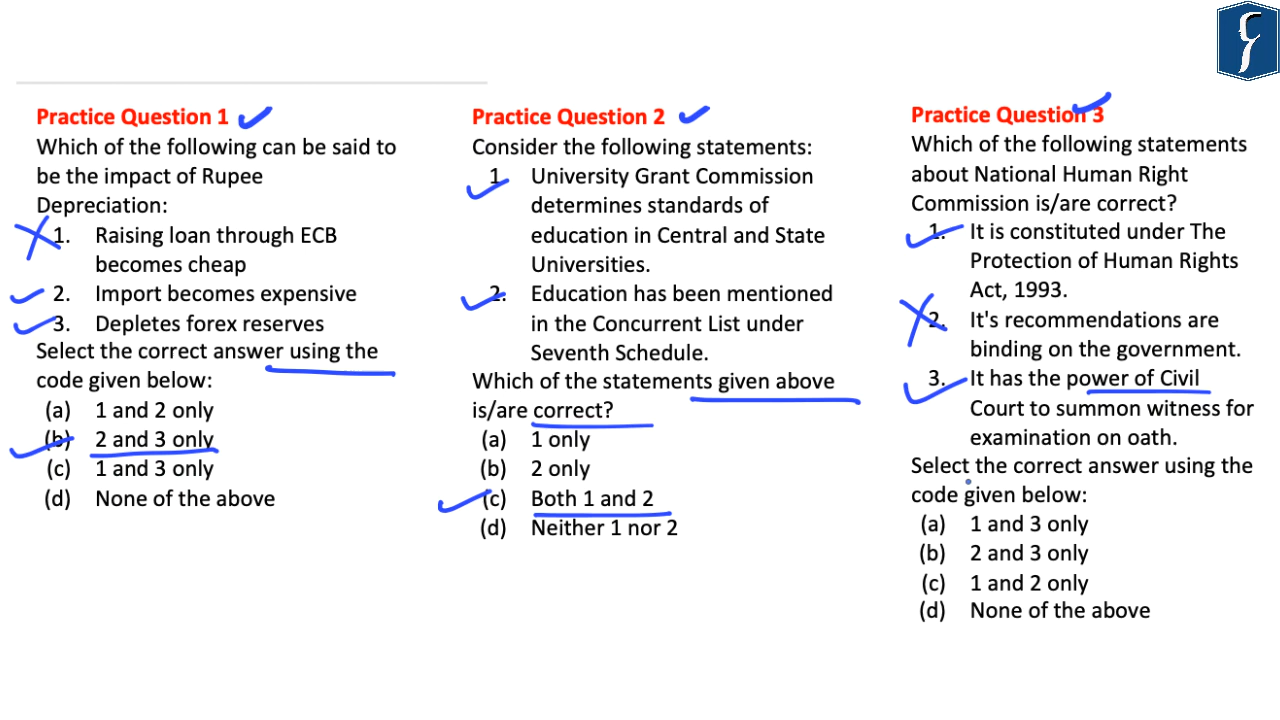 Practice Question 1
Which of the following can be said to
be the impact of Rupee
Depreciation:
1. Raising loan through ECB
becomes cheap
2. Import becomes expensive
3. Depletes forex reserves
Select the correct answer using the
code given below:
(a) 1 and 2 only
(b) 2 and 3 only
(c) 1 and 3 only
(d) None of the above
Practice Question 2
Consider the following statements:
1. University Grant Commission
determines standards of
education in Central and State
Universities.
2. Education has been mentioned
in the Concurrent List under
Seventh Schedule.
Which of the statements given above
is/are correct?
(a) 1 only
(b) 2 only
(c) Both 1 and 2
(d) Neither 1 nor 2
Practice Question 3
Which of the following statements
about National Human Right
Commission is/are correct?
1. It is constituted under The
Protection of Human Rights
Act, 1993.
2. It's recommendations are
binding on the government.
3. It has the power of Civil
Court to summon witness for
examination on oath.
Select the correct answer using the
code given below:
(a) 1 and 3 only
(b) 2 and 3 only
(c) 1 and 2 only
(d) None of the above